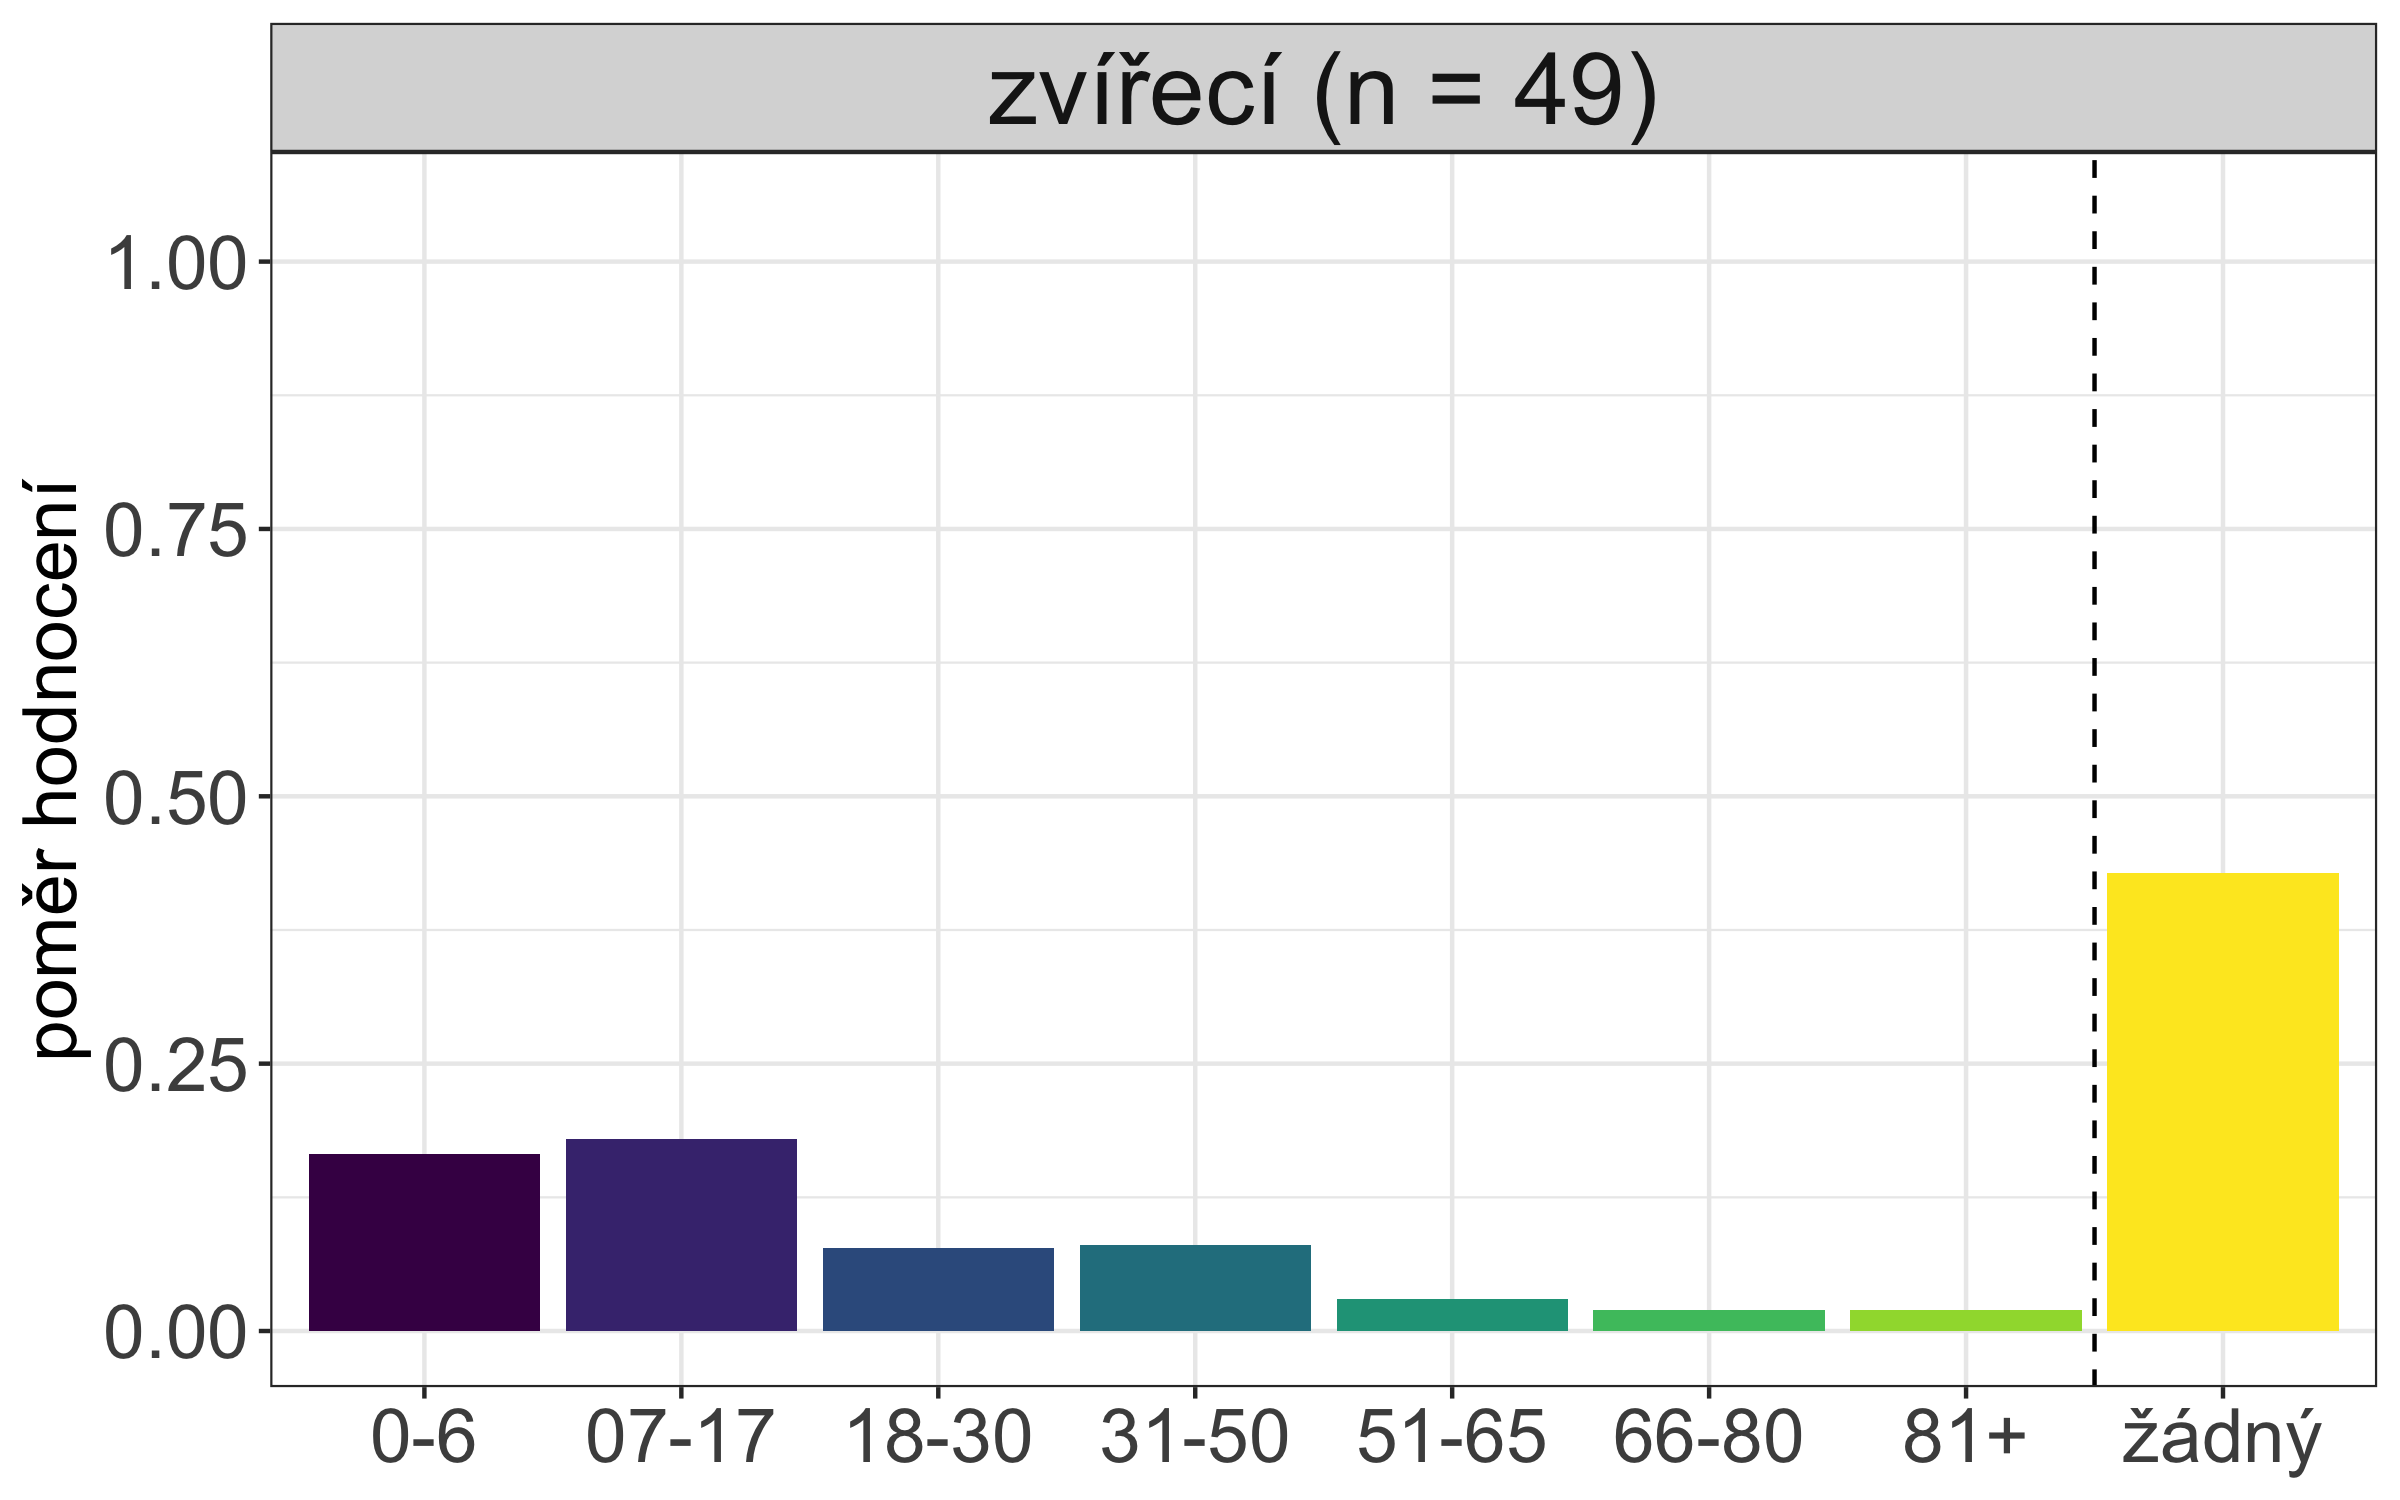 zvířecí (n = 49)
poměr hodnocení
1.00
0.75
0.50
0.25
0.00
0-6 07-17 18-30 31-50 51-65 66-80 81+ žádný